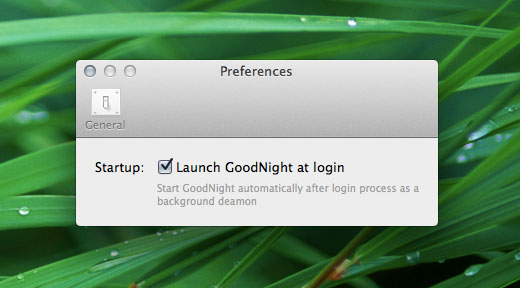 Preferences
General
Startup: Launch GoodNight at login
Start GoodNight automatically after login process as a
background deamon